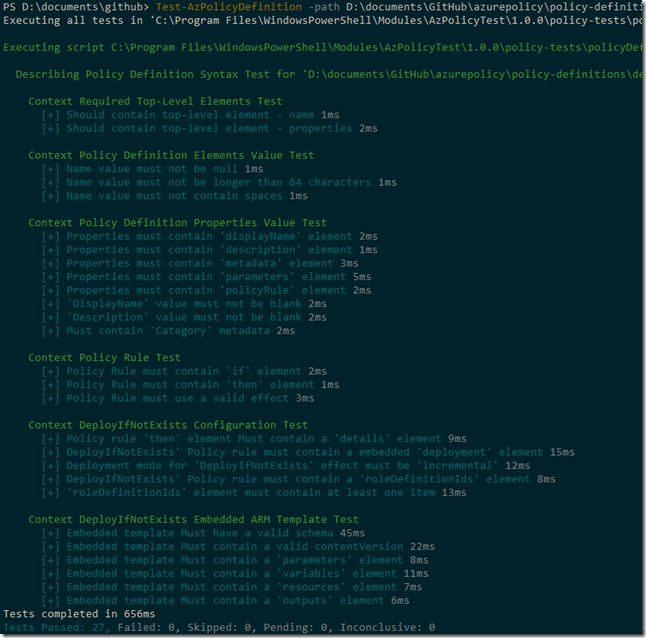 PS D:\documents\github> Test-AzPolicyDefinition -path D:\documents\GitHub\azurepolicy\policy-definiti
Executing all tests in 'C:\Program Files\WindowsPowerShell\Modules\AzPolicyTest\1.0.0\policy-tests\po
Executing script C:\Program Files\WindowsPowerShell\Modules\AzPolicyTest\1.0.0\policy-tests\policyDef
Describing Policy Definition Syntax Test for 'D:\documents\GitHub\azurepolicy\policy-definitions\de
Context Required Top-Level Elements Test
[+] Should contain top-level element - name 1ms
[+] Should contain top-level element - properties 2ms
Context Policy Definition Elements Value Test
[+] Name value must not be null 1ms
[+] Name value must not be longer than 64 characters 1ms
[+] Name value must not contain spaces 1ms
Context Policy Definition Properties Value Test
[+] Properties must contain 'displayName' element 2ms
[+] Properties must contain 'description' element 1ms
[+] Properties must contain 'metadata' element 3ms
[+] Properties must contain 'parameters' element 5ms
[+] Properties must contain 'policyRule' element 2ms
[+] 'DisplayName' value must not be blank 2ms
[+] 'Description' value must not be blank 2ms
[+] Must contain 'Category' metadata 2ms
Context Policy Rule Test
[+] Policy Rule must contain 'if' element 2ms
[+] Policy Rule must contain 'then' element 1ms
[+] Policy Rule must use a valid effect 3ms
Context DeployIfNotExists Configuration Test
[+] Policy rule 'then' element Must contain a 'details' element 9ms
[+] DeployIfNotExists' Policy rule must contain a embedded 'deployment' element 15ms
[+] Deployment mode for 'DeployIfNotExists' effect must be 'incremental' 12ms
[+] DeployIfNotExists' Policy rule must contain a 'roleDefinitionIds' element 8ms
[+] 'roleDefinitionIds' element must contain at least one item 13ms
Context DeployIfNotExists Embedded ARM Template Test
[+] Embedded template Must have a valid schema 45ms
[+] Embedded template Must contain a valid contentVersion 22ms
[+] Embedded template Must contain a 'parameters' element 8ms
[+] Embedded template Must contain a 'variables' element 11ms
[+] Embedded template Must contain a 'resources' element 7ms
[+] Embedded template Must contain a 'outputs' element 6ms
Tests completed in 656ms
Tests Passed: 27, Failed: 0, Skipped: 0, Pending: 0, Inconclusive: 0